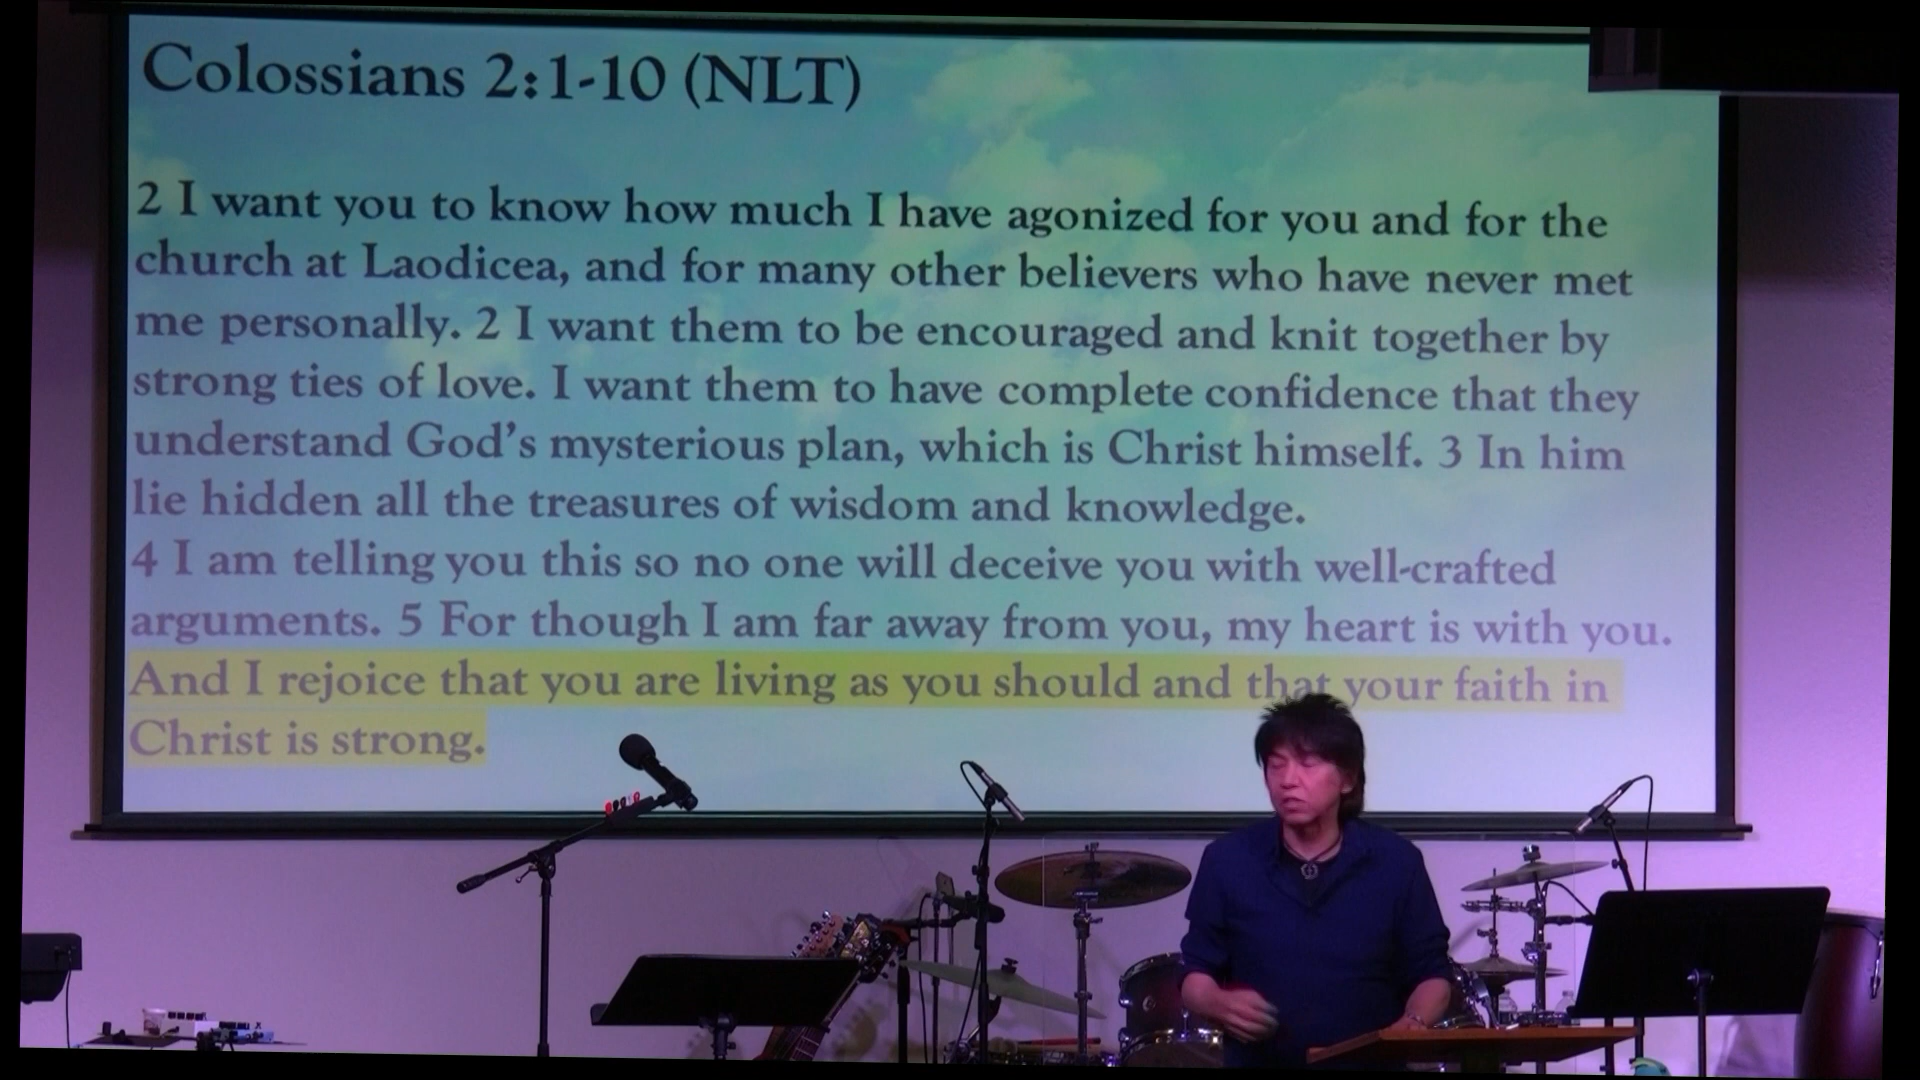 Colossians 2:1-10 (NLT)
2 I want you to know how much I have agonized for you and for the
church at Laodicea, and for many other believers who have never met
me personally. 2 I want them to be encouraged and knit together by
strong ties of love. I want them to have complete confidence that they
understand God’s mysterious plan, which is Christ himself. 3 In him
lie hidden all the treasures of wisdom and knowledge.
4 I am telling you this so no one will deceive you with well-crafted
arguments. 5 For though I am far away from you, my heart is with you.
And I rejoice that you are living as you should and that your faith in
Christ is strong.